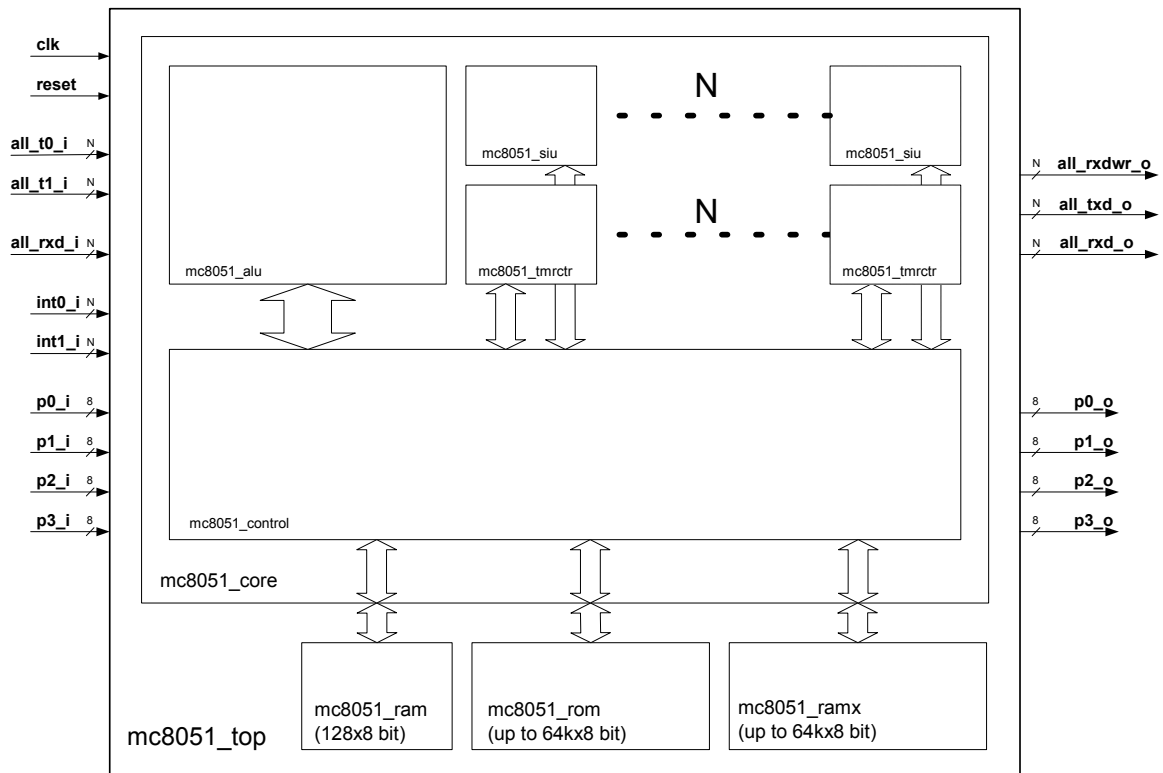 clk
reset
all_t0_i N
all_t1_i N
all_rxd_i N
int0_i N
int1_i N
p0_i 8
p1_i 8
p2_i 8
p3_i 8
mc8051_alu
mc8051_siu
N
mc8051_siu
mc8051_tmrctr
N
mc8051_tmrctr
mc8051_control
mc8051_core
mc8051_ram
(128x8 bit)
mc8051_rom
(up to 64kx8 bit)
mc8051_ramx
(up to 64kx8 bit)
mc8051_top
N all_rxdwr_o
N all_txd_o
N all_rxd_o
8 p0_o
8 p1_o
8 p2_o
8 p3_o